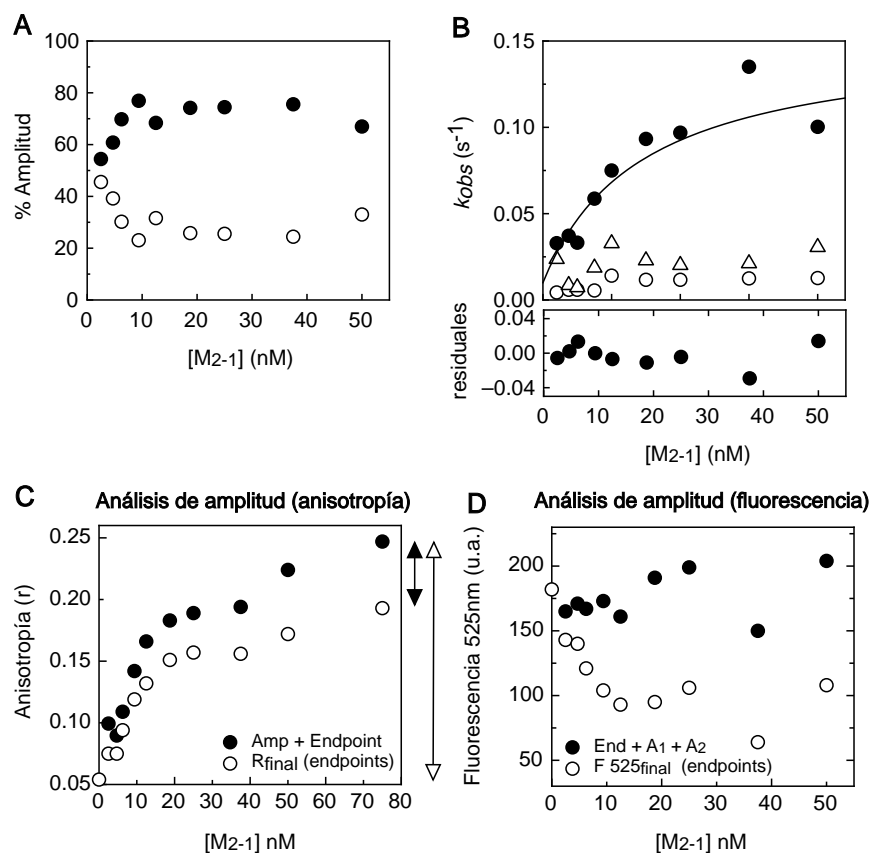 A
100
80
60
40
20
0
% Amplitud
0 10 20 30 40 50
[M2-1] (nM)
B
0.15
0.10
0.05
0.00
kobs (s-1)
0.04
0.00
–0.04
residuales
0 10 20 30 40 50
[M2-1] (nM)
C Análisis de amplitud (anisotropía)
0.25
0.20
0.15
0.10
0.05
Anisotropía (r)
Amp + Endpoint
Rfinal (endpoints)
0 10 20 30 40 50 60 70 80
[M2-1] nM
D Análisis de amplitud (fluorescencia)
200
150
100
50
Fluorescencia 525nm (u.a.)
End + A1 + A2
F 525final (endpoints)
0 10 20 30 40 50
[M2-1] nM